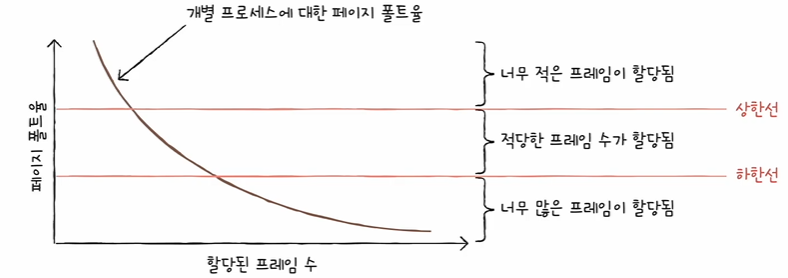 개별 프로세스에 대한 페이지 폴트율
너무 적은 프레임이 할당됨
상한선
적당한 프레임 수가 할당됨
하한선
너무 많은 프레임이 할당됨
페이지 폴트율
할당된 프레임 수